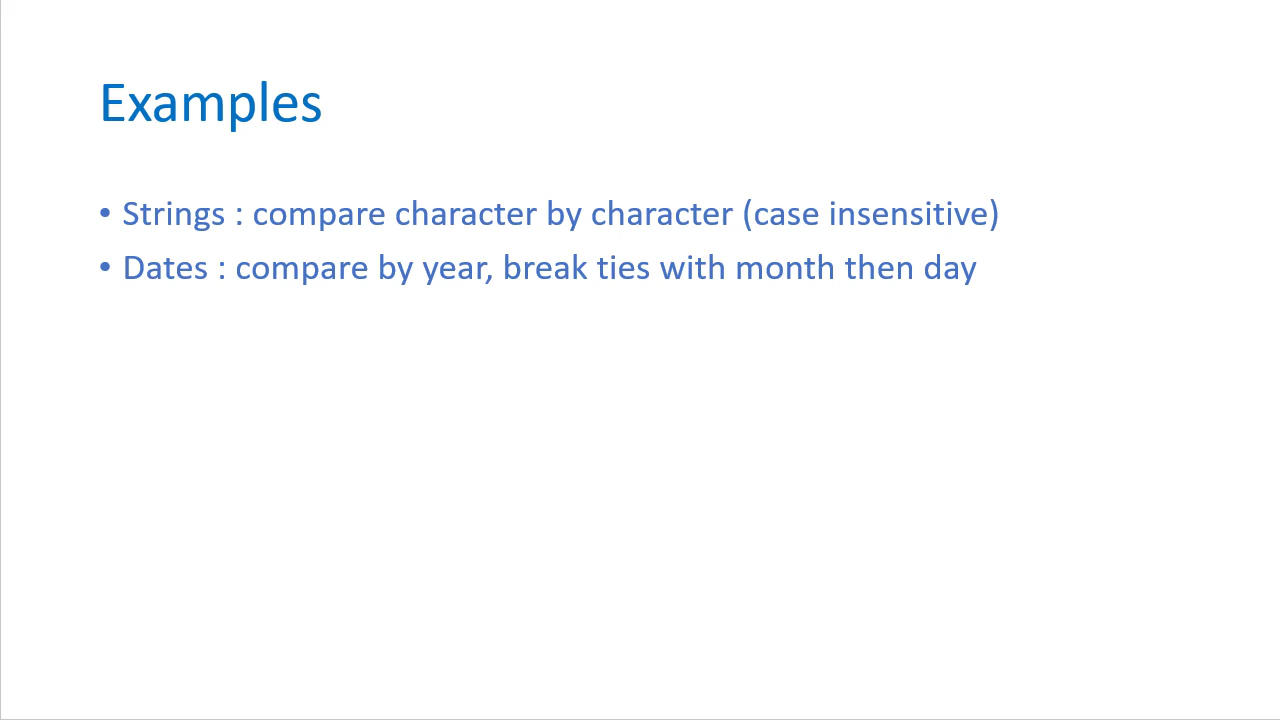 Examples
• Strings : compare character by character (case insensitive)
• Dates : compare by year, break ties with month then day